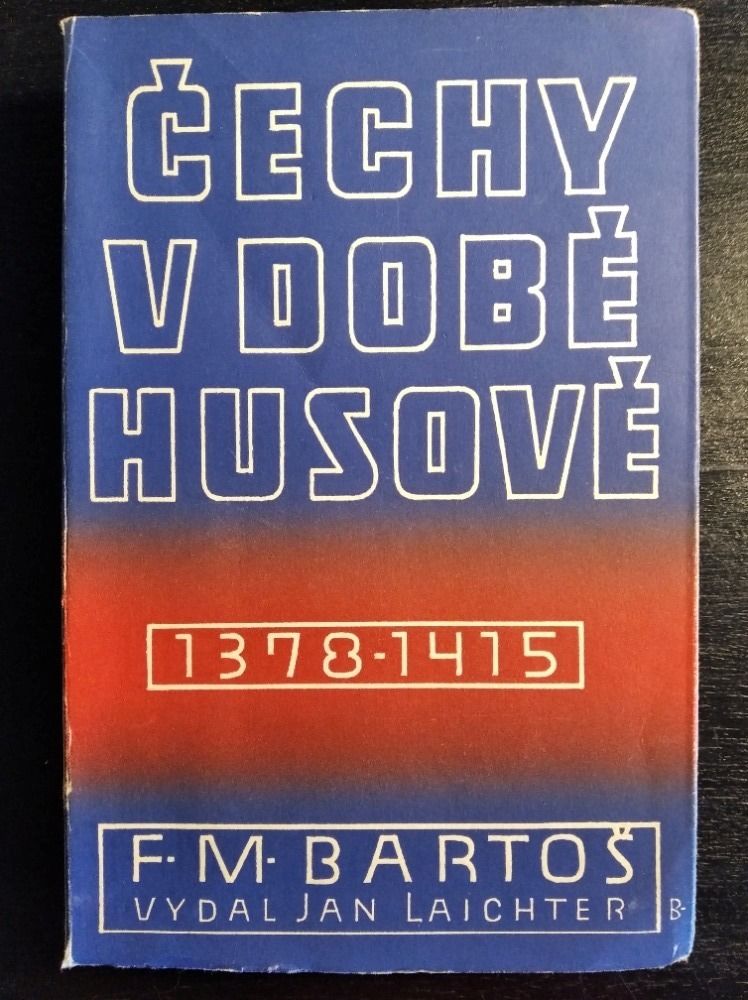 ČECHY
V DOBĚ
HUSOVĚ
1378-1415
F·M·BARTOŠ
VYDAL JAN LAICHTER
B-